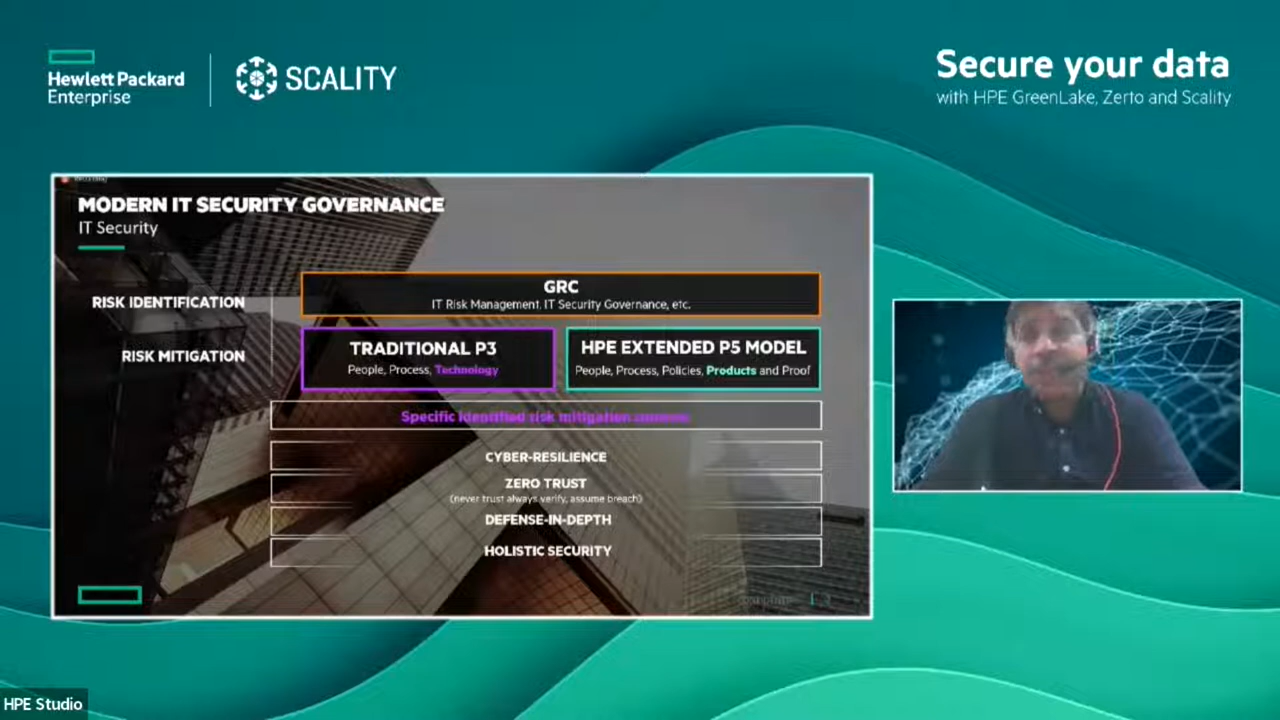 Hewlett Packard
Enterprise
SCALITY
Secure your data
with HPE GreenLake, Zerto and Scality
MODERN IT SECURITY GOVERNANCE
IT Security
RISK IDENTIFICATION
GRC
IT Risk Management, IT Security Governance, etc.
RISK MITIGATION
TRADITIONAL P3
People, Process, Technology
HPE EXTENDED P5 MODEL
People, Process, Policies, Products and Proof
Specific identified risk mitigation
CYBER-RESILIENCE
ZERO TRUST
(never trust always verify, assume breach)
DEFENSE-IN-DEPTH
HOLISTIC SECURITY
HPE Studio